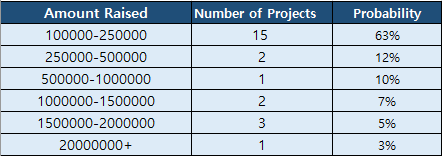 Amount Raised Number of Projects Probability
100000-250000 15 63%
250000-500000 2 12%
500000-1000000 1 10%
1000000-1500000 2 7%
1500000-2000000 3 5%
20000000+ 1 3%